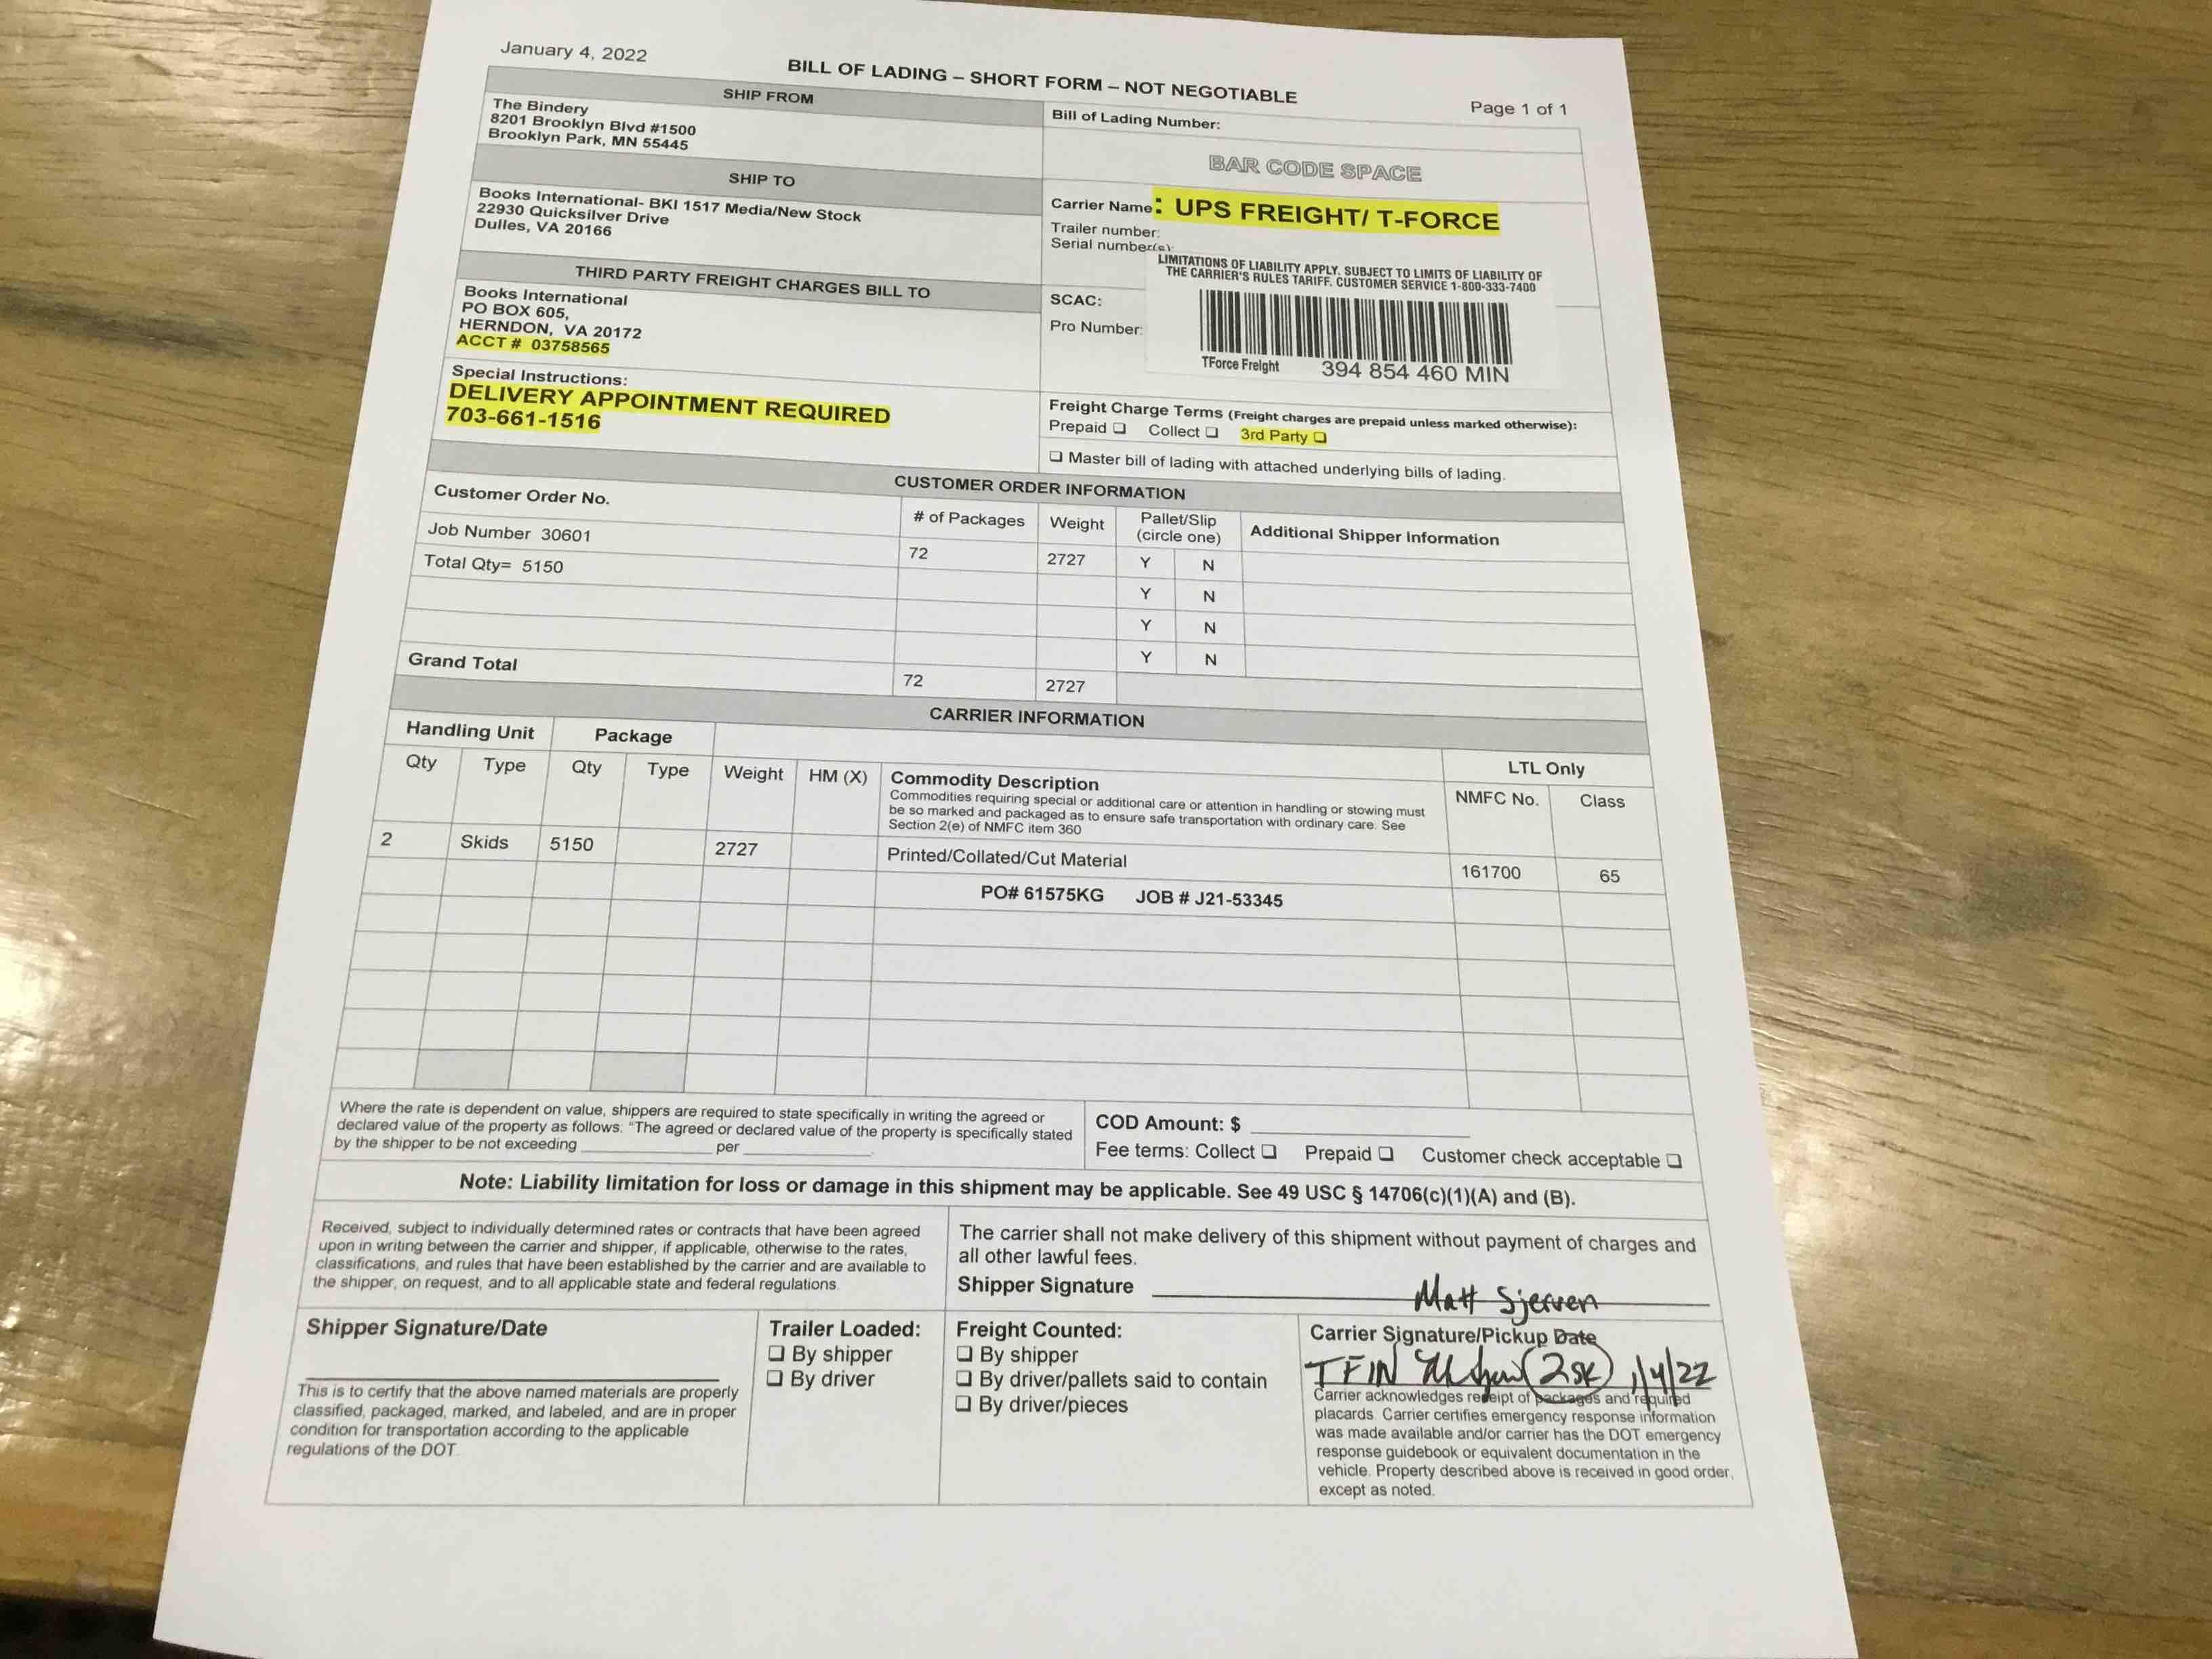 January 4, 2022
BILL OF LADING – SHORT FORM – NOT NEGOTIABLE
Page 1 of 1
SHIP FROM
The Bindery
8201 Brooklyn Blvd #1500
Brooklyn Park, MN 55445
SHIP TO
Books International- BKI 1517 Media/New Stock
22930 Quicksilver Drive
Dulles, VA 20166
THIRD PARTY FREIGHT CHARGES BILL TO
Books International
PO BOX 605,
HERNDON, VA 20172
ACCT # 03758565
Special Instructions:
DELIVERY APPOINTMENT REQUIRED
703-661-1516
Bill of Lading Number:
BAR CODE SPACE
Carrier Name: UPS FREIGHT/ T-FORCE
Trailer number:
Serial number(s):
LIMITATIONS OF LIABILITY APPLY. SUBJECT TO LIMITS OF LIABILITY OF
THE CARRIER'S RULES TARIFF. CUSTOMER SERVICE 1-800-333-7400
SCAC:
Pro Number:
TForce Freight 394 854 460 MIN
Freight Charge Terms (Freight charges are prepaid unless marked otherwise):
Prepaid ❑ Collect ❑ 3rd Party ❑
❑ Master bill of lading with attached underlying bills of lading.
CUSTOMER ORDER INFORMATION
Customer Order No. # of Packages Weight Pallet/Slip (circle one) Additional Shipper Information
Job Number 30601 72 2727 Y N
Total Qty= 5150 Y N
Y N
Y N
Grand Total 72 2727
CARRIER INFORMATION
Handling Unit Package LTL Only
Qty Type Qty Type Weight HM (X) Commodity Description NMFC No. Class
Commodities requiring special or additional care or attention in handling or stowing must
be so marked and packaged as to ensure safe transportation with ordinary care. See
Section 2(e) of NMFC item 360
2 Skids 5150 2727 Printed/Collated/Cut Material 161700 65
PO# 61575KG JOB # J21-53345
Where the rate is dependent on value, shippers are required to state specifically in writing the agreed or
declared value of the property as follows: "The agreed or declared value of the property is specifically stated
by the shipper to be not exceeding ____________ per ____________.
COD Amount: $ ____________
Fee terms: Collect ❑ Prepaid ❑ Customer check acceptable ❑
Note: Liability limitation for loss or damage in this shipment may be applicable. See 49 USC § 14706(c)(1)(A) and (B).
Received, subject to individually determined rates or contracts that have been agreed
upon in writing between the carrier and shipper, if applicable, otherwise to the rates,
classifications, and rules that have been established by the carrier and are available to
the shipper, on request, and to all applicable state and federal regulations.
The carrier shall not make delivery of this shipment without payment of charges and
all other lawful fees.
Shipper Signature Matt Sjerven
Shipper Signature/Date
This is to certify that the above named materials are properly
classified, packaged, marked, and labeled, and are in proper
condition for transportation according to the applicable
regulations of the DOT.
Trailer Loaded:
❑ By shipper
❑ By driver
Freight Counted:
❑ By shipper
❑ By driver/pallets said to contain
❑ By driver/pieces
Carrier Signature/Pickup Date
TFIN (2sk) 1/4/22
Carrier acknowledges receipt of packages and required
placards. Carrier certifies emergency response information
was made available and/or carrier has the DOT emergency
response guidebook or equivalent documentation in the
vehicle. Property described above is received in good order,
except as noted.